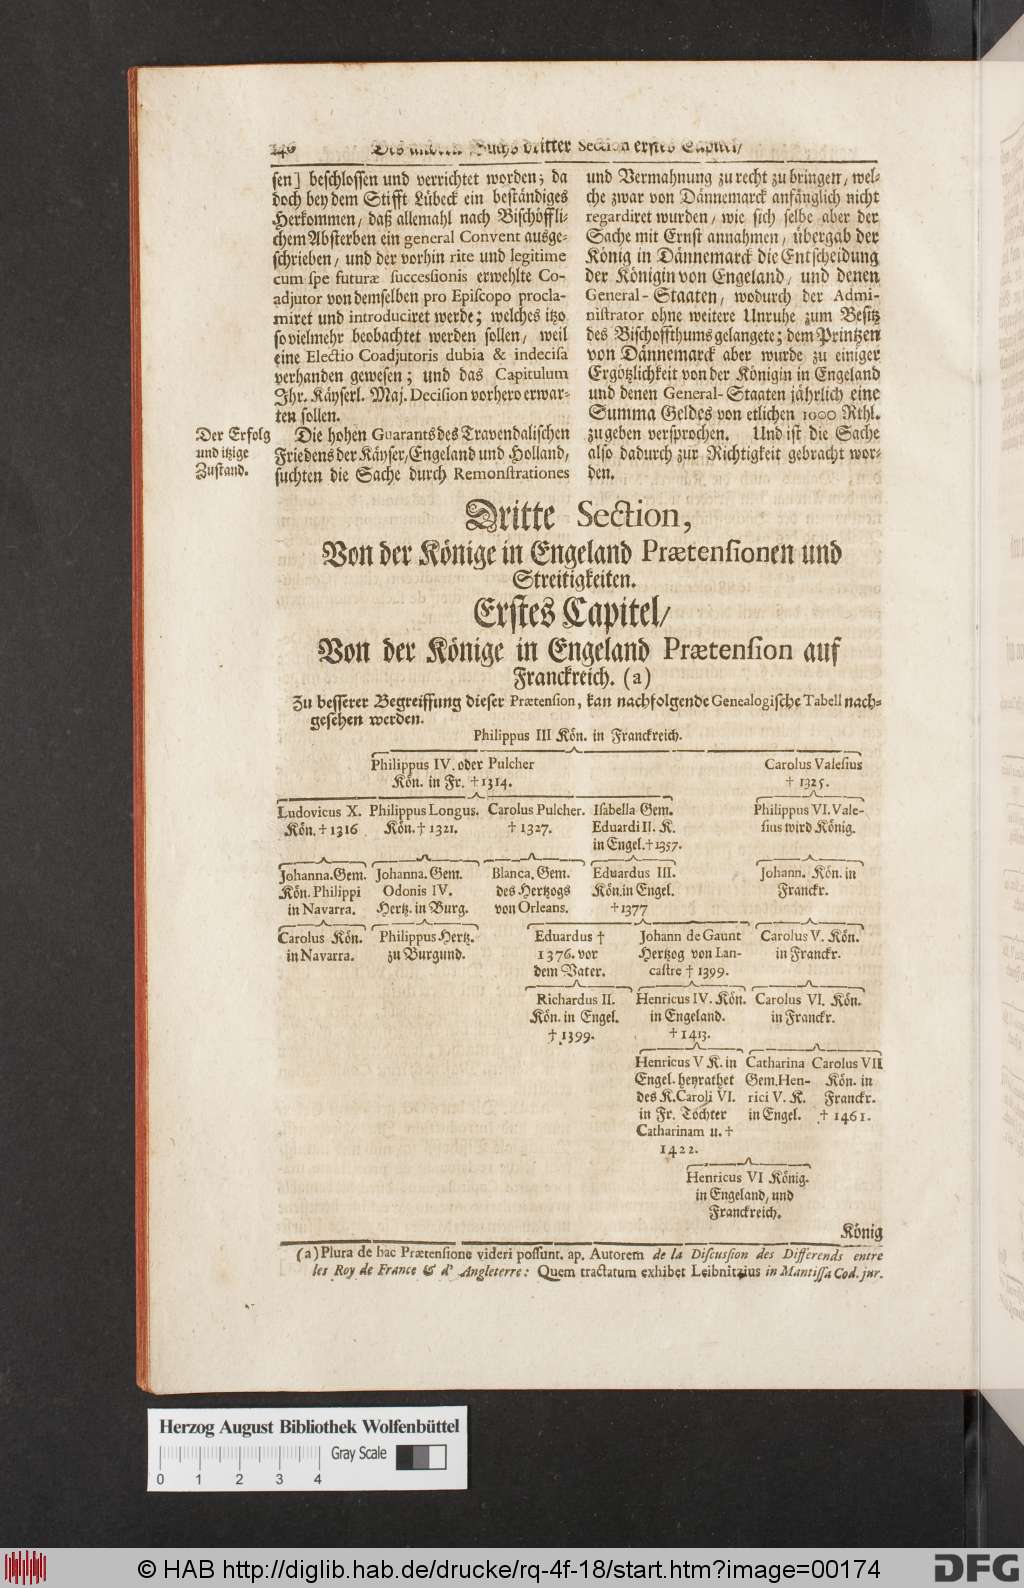 146 Des andern Buchs dritter Section erstes Capitel/
sen] beschlossen und verrichtet worden; da
doch bey dem Stifft Lübeck ein beständiges
Herkommen/ daß allemahl nach Bischöffli-
chem Absterben ein general Convent ausge-
schrieben/ und der vorhin rite und legitime
cum spe futuræ successionis erwehlte Co-
adjutor von demselben pro Episcopo procla-
miret und introduciret werde; welches itzo
so vielmehr beobachtet werden sollen/ weil
eine Electio Coadjutoris dubia & indecisa
verhanden gewesen; und das Capitulum
Ihr. Käyserl. Maj. Decision vorhero erwar-
ten sollen.
Der Erfolg
und itzige
Zustand.
Die hohen Guarants des Travendalischen
Friedens der Käyser/ Engeland und Holland/
suchten die Sache durch Remonstrationes
und Vermahnung zu recht zu bringen/ wel-
che zwar von Dännemarck anfänglich nicht
regardiret wurden/ wie sich selbe aber der
Sache mit Ernst annahmen/ übergab der
König in Dännemarck die Entscheidung
der Königin von Engeland/ und denen
General-Staaten/ wodurch der Admi-
nistrator ohne weitere Unruhe zum Besitz
des Bischoffthums gelangete; dem Printzen
von Dännemarck aber wurde zu einiger
Ergötzlichkeit von der Königin in Engeland
und denen General-Staaten jährlich eine
Summa Geldes von etlichen 1000 Rthl.
zu geben versprochen. Und ist die Sache
also dadurch zur Richtigkeit gebracht wor-
den.
Dritte Section,
Von der Könige in Engeland Prætensionen und
Streitigkeiten.
Erstes Capitel/
Von der Könige in Engeland Prætension auf
Franckreich. (a)
Zu besserer Begreiffung dieser Prætension, kan nachfolgende Genealogische Tabell nach-
gesehen werden.
Philippus III Kön. in Franckreich.
Philippus IV. oder Pulcher
Kön. in Fr. † 1314.
Carolus Valesius
† 1325.
Ludovicus X.
Kön. † 1316
Philippus Longus.
Kön. † 1321.
Carolus Pulcher.
† 1327.
Isabella Gem.
Eduardi II. K.
in Engel. † 1357.
Philippus VI. Vale-
sius wird König.
Johanna. Gem.
Kön. Philippi
in Navarra.
Johanna. Gem.
Odonis IV.
Hertz. in Burg.
Blanca. Gem.
des Hertzogs
von Orleans.
Eduardus III.
Kön. in Engel.
† 1377
Johann. Kön. in
Franckr.
Carolus Kön.
in Navarra.
Philippus Hertz.
zu Burgund.
Eduardus †
1376. vor
dem Vater.
Johann de Gaunt
Hertzog von Lan-
castre † 1399.
Carolus V. Kön.
in Franckr.
Richardus II.
Kön. in Engel.
† 1399.
Henricus IV. Kön.
in Engeland.
† 1413.
Carolus VI. Kön.
in Franckr.
Henricus V K. in
Engel. heyrathet
des K. Caroli VI.
in Fr. Tochter
Catharinam u. †
1422.
Catharina
Gem. Hen-
rici V. K.
in Engel.
Carolus VII
Kön. in
Franckr.
† 1461.
Henricus VI König.
in Engeland, und
Franckreich.
König
(a) Plura de hac Prætensione videri possunt. ap. Autorem de la Discussion des Differends entre
les Roy de France & d' Angleterre: Quem tractatum exhibet Leibnitzius in Mantissa Cod. jur.
Herzog August Bibliothek Wolfenbüttel
Gray Scale
0 1 2 3 4
© HAB http://diglib.hab.de/drucke/rq-4f-18/start.htm?image=00174
DFG